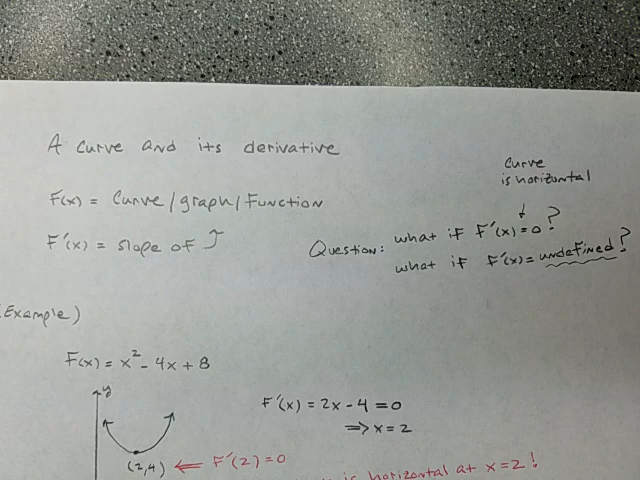 A curve and its derivative
Curve
is horizontal
F(x) = Curve/graph/Function
↓
F'(x) = slope of ⤴
Question: what if F'(x)=0?
what if F'(x)= undefined?
(Example)
F(x) = x² - 4x + 8
y
F'(x) = 2x - 4 = 0
⇒ x = 2
(2,4) ← F'(2) = 0
is horizontal at x=2!